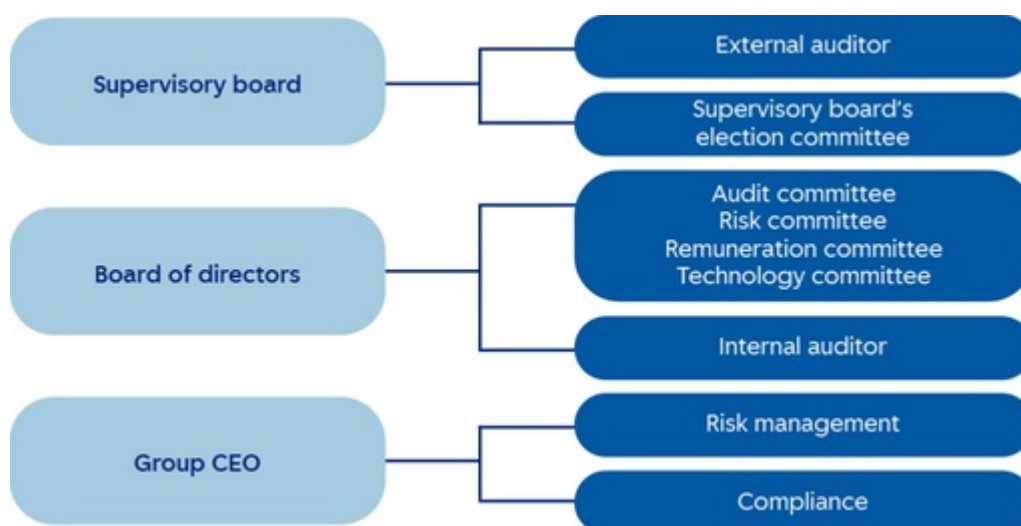 Supervisory board
External auditor
Supervisory board's
election committee
Board of directors
Audit committee
Risk committee
Remuneration committee
Technology committee
Internal auditor
Group CEO
Risk management
Compliance